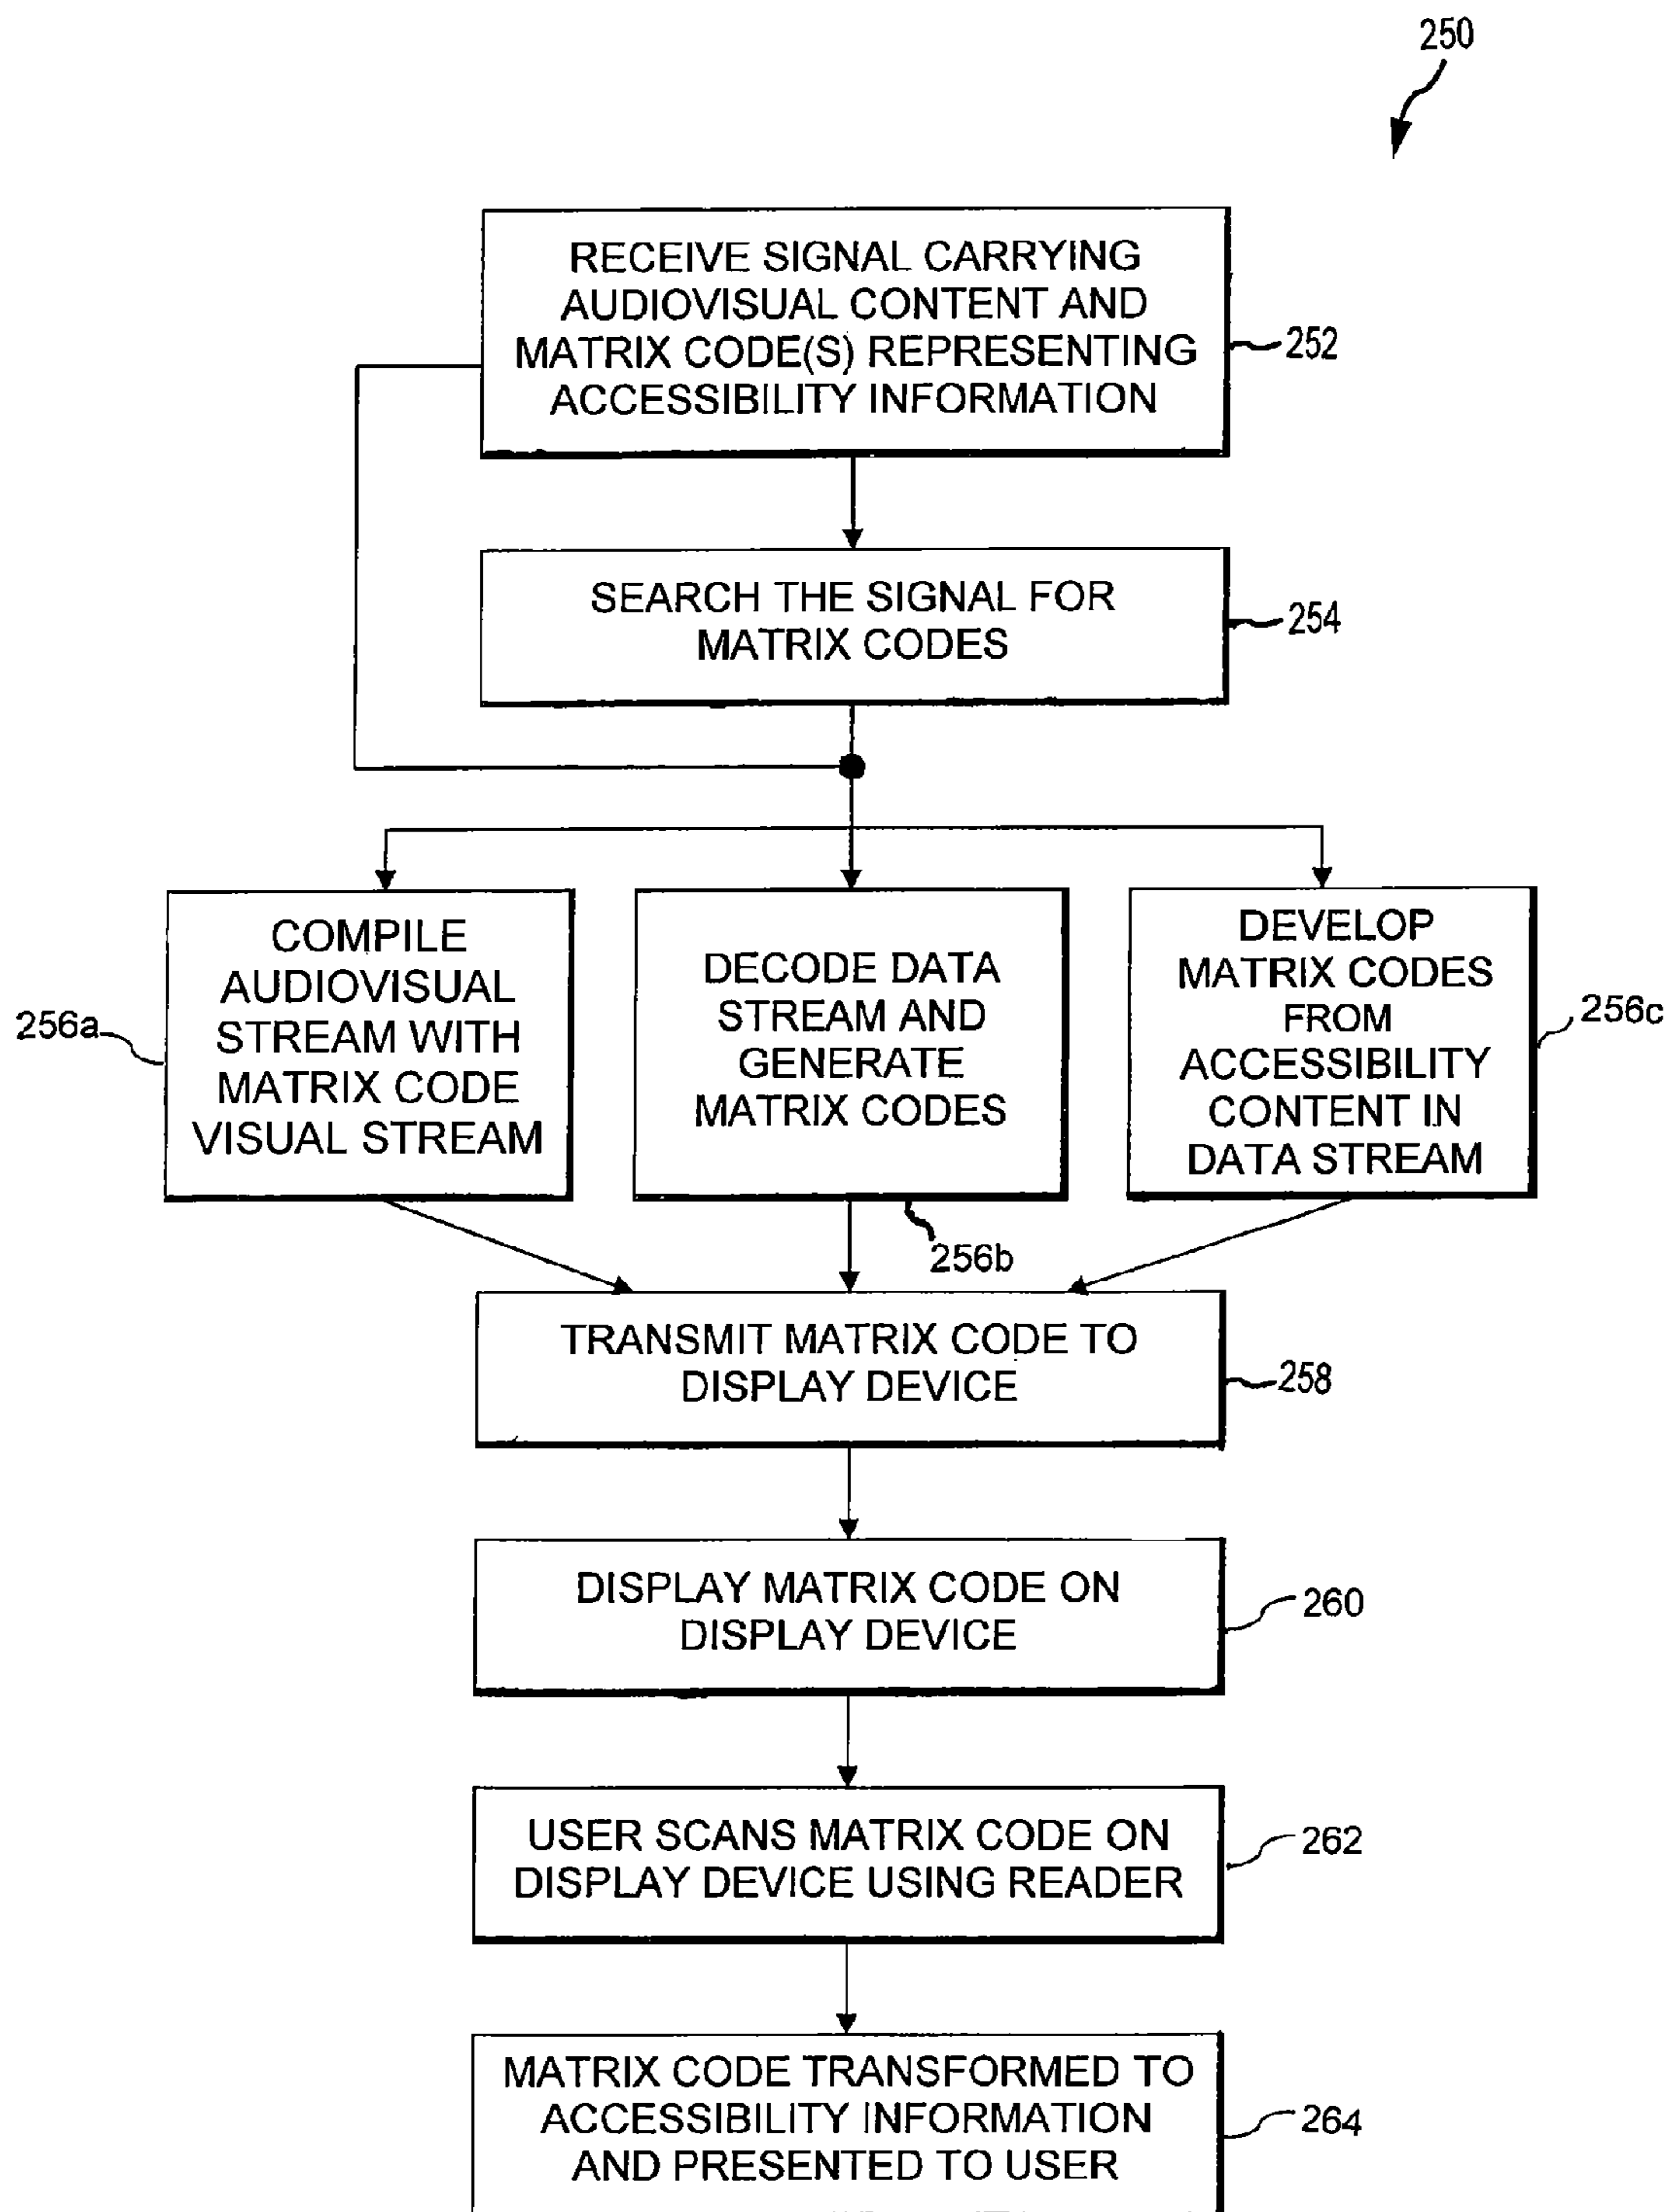 250
RECEIVE SIGNAL CARRYING
AUDIOVISUAL CONTENT AND
MATRIX CODE(S) REPRESENTING
ACCESSIBILITY INFORMATION
252
SEARCH THE SIGNAL FOR
MATRIX CODES
254
COMPILE
AUDIOVISUAL
STREAM WITH
MATRIX CODE
VISUAL STREAM
256a
DECODE DATA
STREAM AND
GENERATE
MATRIX CODES
256b
DEVELOP
MATRIX CODES
FROM
ACCESSIBILITY
CONTENT IN
DATA STREAM
256c
TRANSMIT MATRIX CODE TO
DISPLAY DEVICE
258
DISPLAY MATRIX CODE ON
DISPLAY DEVICE
260
USER SCANS MATRIX CODE ON
DISPLAY DEVICE USING READER
262
MATRIX CODE TRANSFORMED TO
ACCESSIBILITY INFORMATION
AND PRESENTED TO USER
264